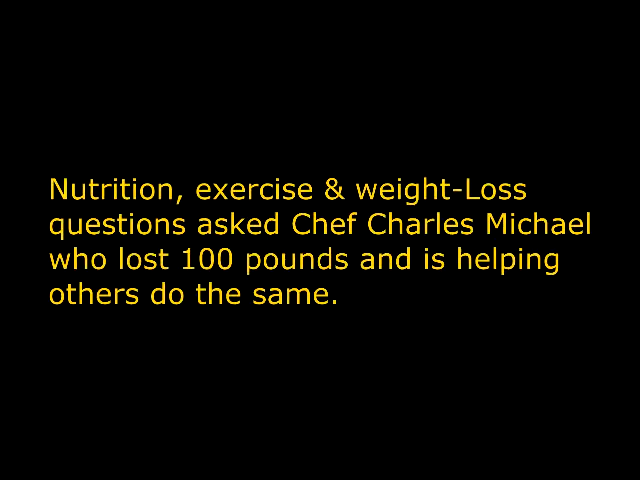 Nutrition, exercise & weight-Loss
questions asked Chef Charles Michael
who lost 100 pounds and is helping
others do the same.